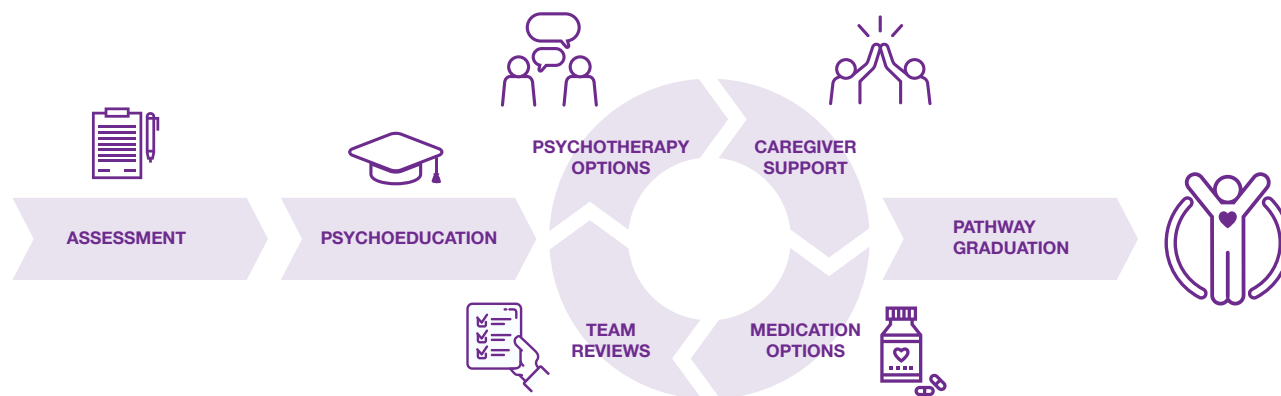 ASSESSMENT
PSYCHOEDUCATION
PSYCHOTHERAPY
OPTIONS
CAREGIVER
SUPPORT
MEDICATION
OPTIONS
TEAM
REVIEWS
PATHWAY
GRADUATION